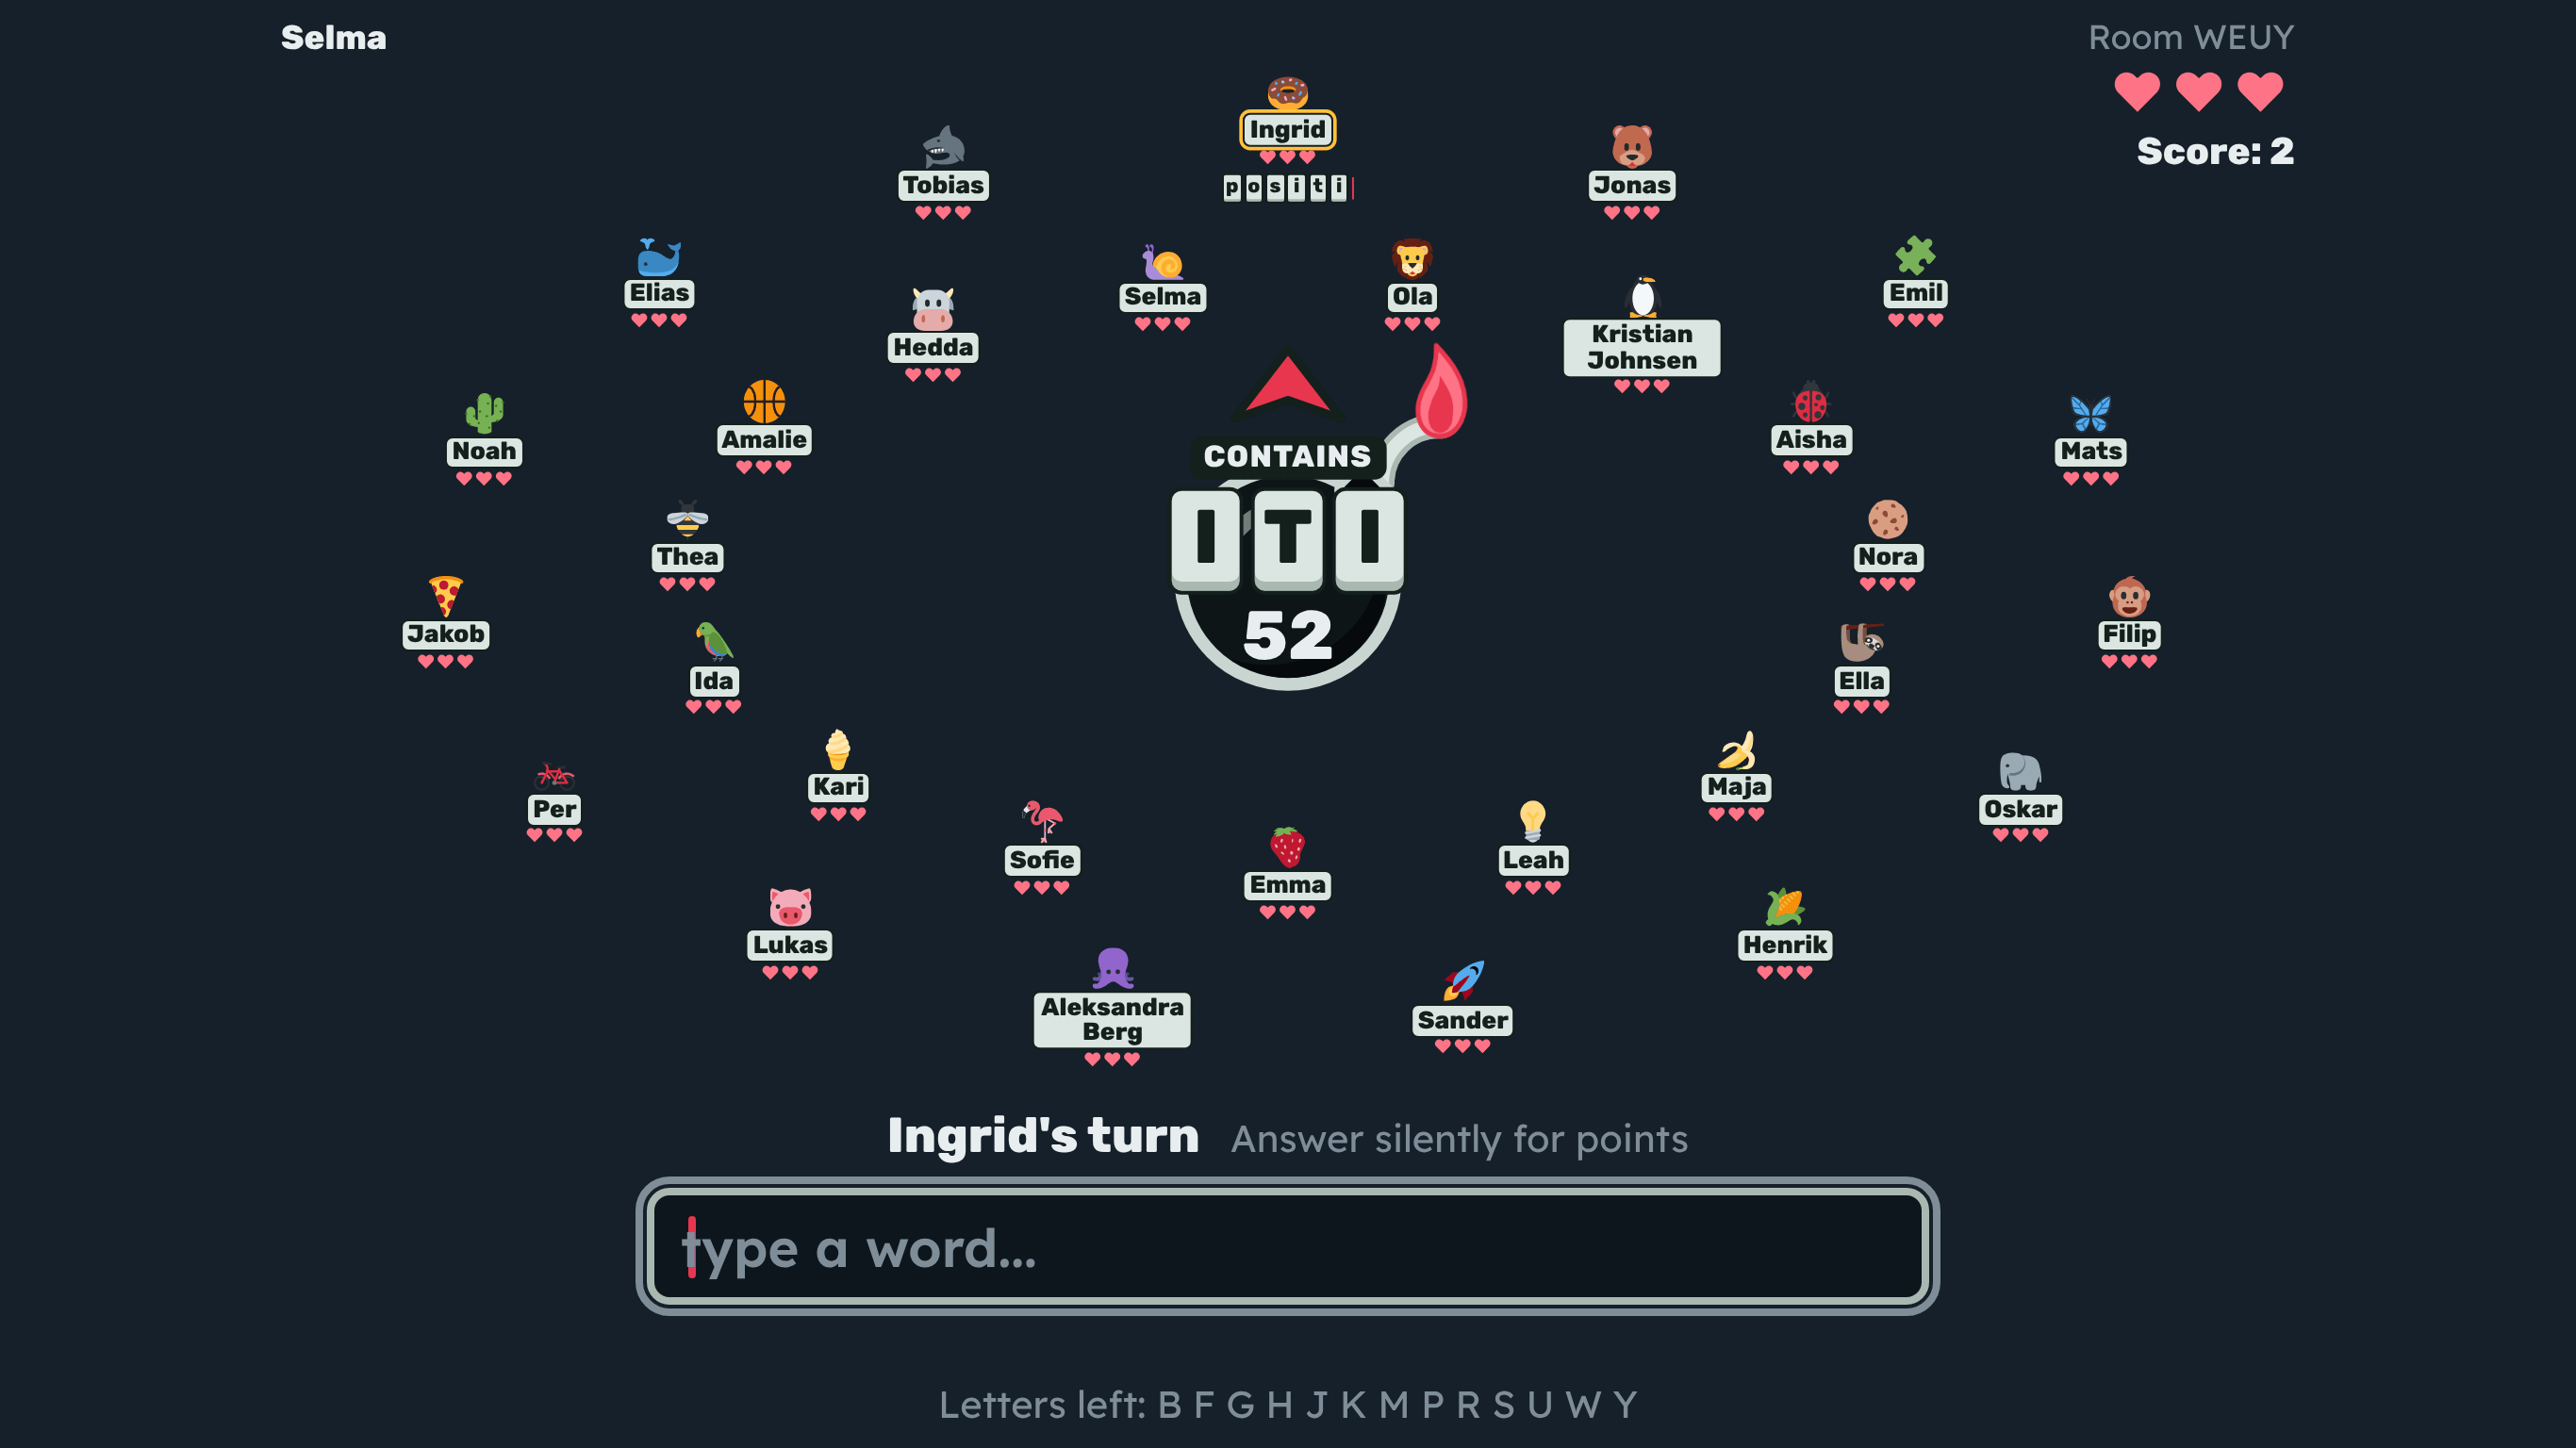 Selma
Room WEUY
Score: 2
Ingrid
positi
Tobias
Jonas
Elias
Selma
Ola
Emil
Hedda
Kristian
Johnsen
Noah
Amalie
Aisha
Mats
CONTAINS
ITI
52
Thea
Nora
Jakob
Filip
Ida
Ella
Kari
Maja
Per
Oskar
Sofie
Emma
Leah
Lukas
Henrik
Aleksandra
Berg
Sander
Ingrid's turn Answer silently for points
type a word...
Letters left: B F G H J K M P R S U W Y